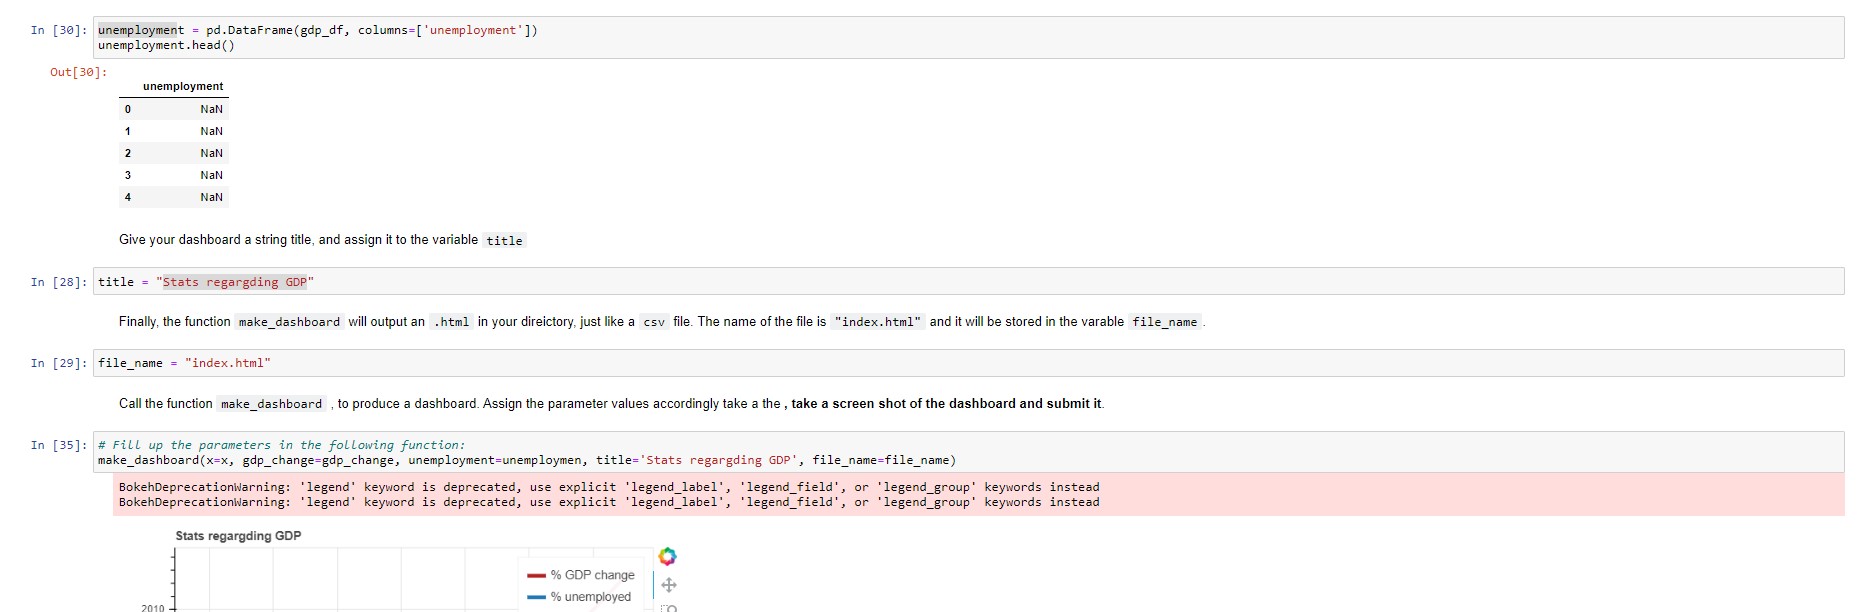 In [30]: unemployment = pd.DataFrame(gdp_df, columns=['unemployment'])
unemployment.head()
Out[30]:
unemployment
0 NaN
1 NaN
2 NaN
3 NaN
4 NaN
Give your dashboard a string title, and assign it to the variable title
In [28]: title = "Stats regargding GDP"
Finally, the function make_dashboard will output an .html in your direictory, just like a csv file. The name of the file is "index.html" and it will be stored in the varable file_name .
In [29]: file_name = "index.html"
Call the function make_dashboard , to produce a dashboard. Assign the parameter values accordingly take a the , take a screen shot of the dashboard and submit it.
In [35]: # Fill up the parameters in the following function:
make_dashboard(x=x, gdp_change=gdp_change, unemployment=unemploymen, title='Stats regargding GDP', file_name=file_name)
BokehDeprecationWarning: 'legend' keyword is deprecated, use explicit 'legend_label', 'legend_field', or 'legend_group' keywords instead
BokehDeprecationWarning: 'legend' keyword is deprecated, use explicit 'legend_label', 'legend_field', or 'legend_group' keywords instead
Stats regargding GDP
% GDP change
% unemployed
2010